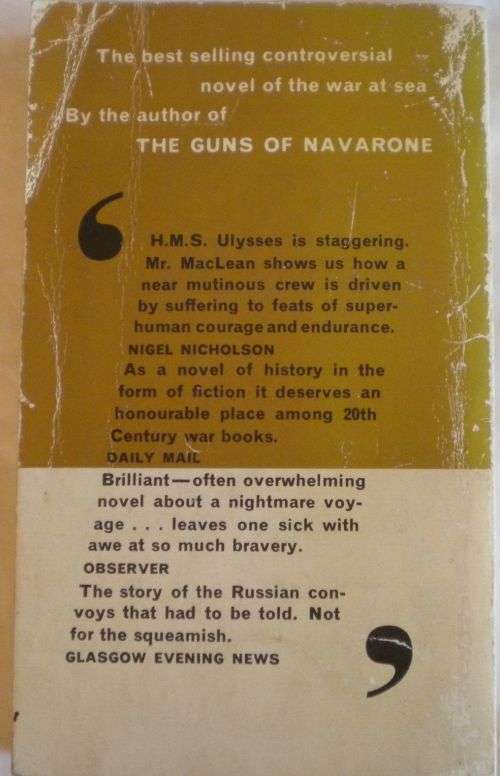 The best selling controversial
novel of the war at sea
By the author of
THE GUNS OF NAVARONE
‘
H.M.S. Ulysses is staggering.
Mr. MacLean shows us how a
near mutinous crew is driven
by suffering to feats of super-
human courage and endurance.
NIGEL NICHOLSON
As a novel of history in the
form of fiction it deserves an
honourable place among 20th
Century war books.
DAILY MAIL
Brilliant—often overwhelming
novel about a nightmare voy-
age . . . leaves one sick with
awe at so much bravery.
OBSERVER
The story of the Russian con-
voys that had to be told. Not
for the squeamish.
GLASGOW EVENING NEWS
’